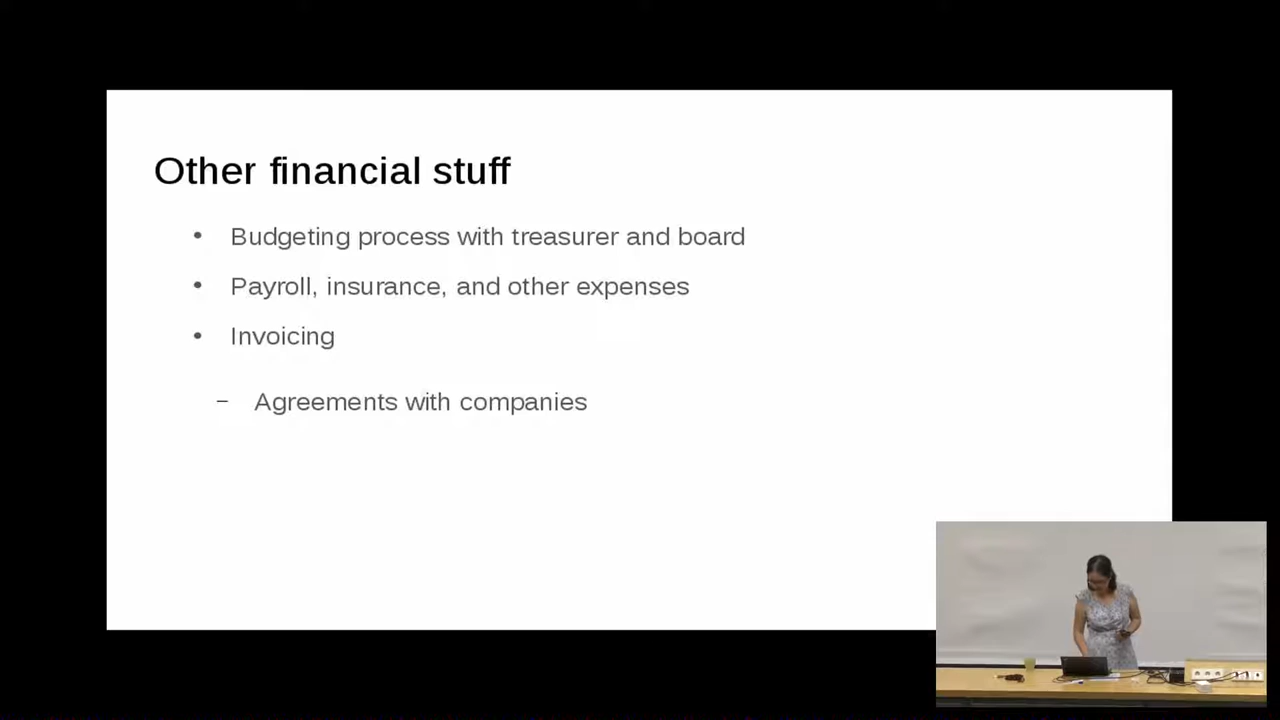 Other financial stuff
• Budgeting process with treasurer and board
• Payroll, insurance, and other expenses
• Invoicing
– Agreements with companies